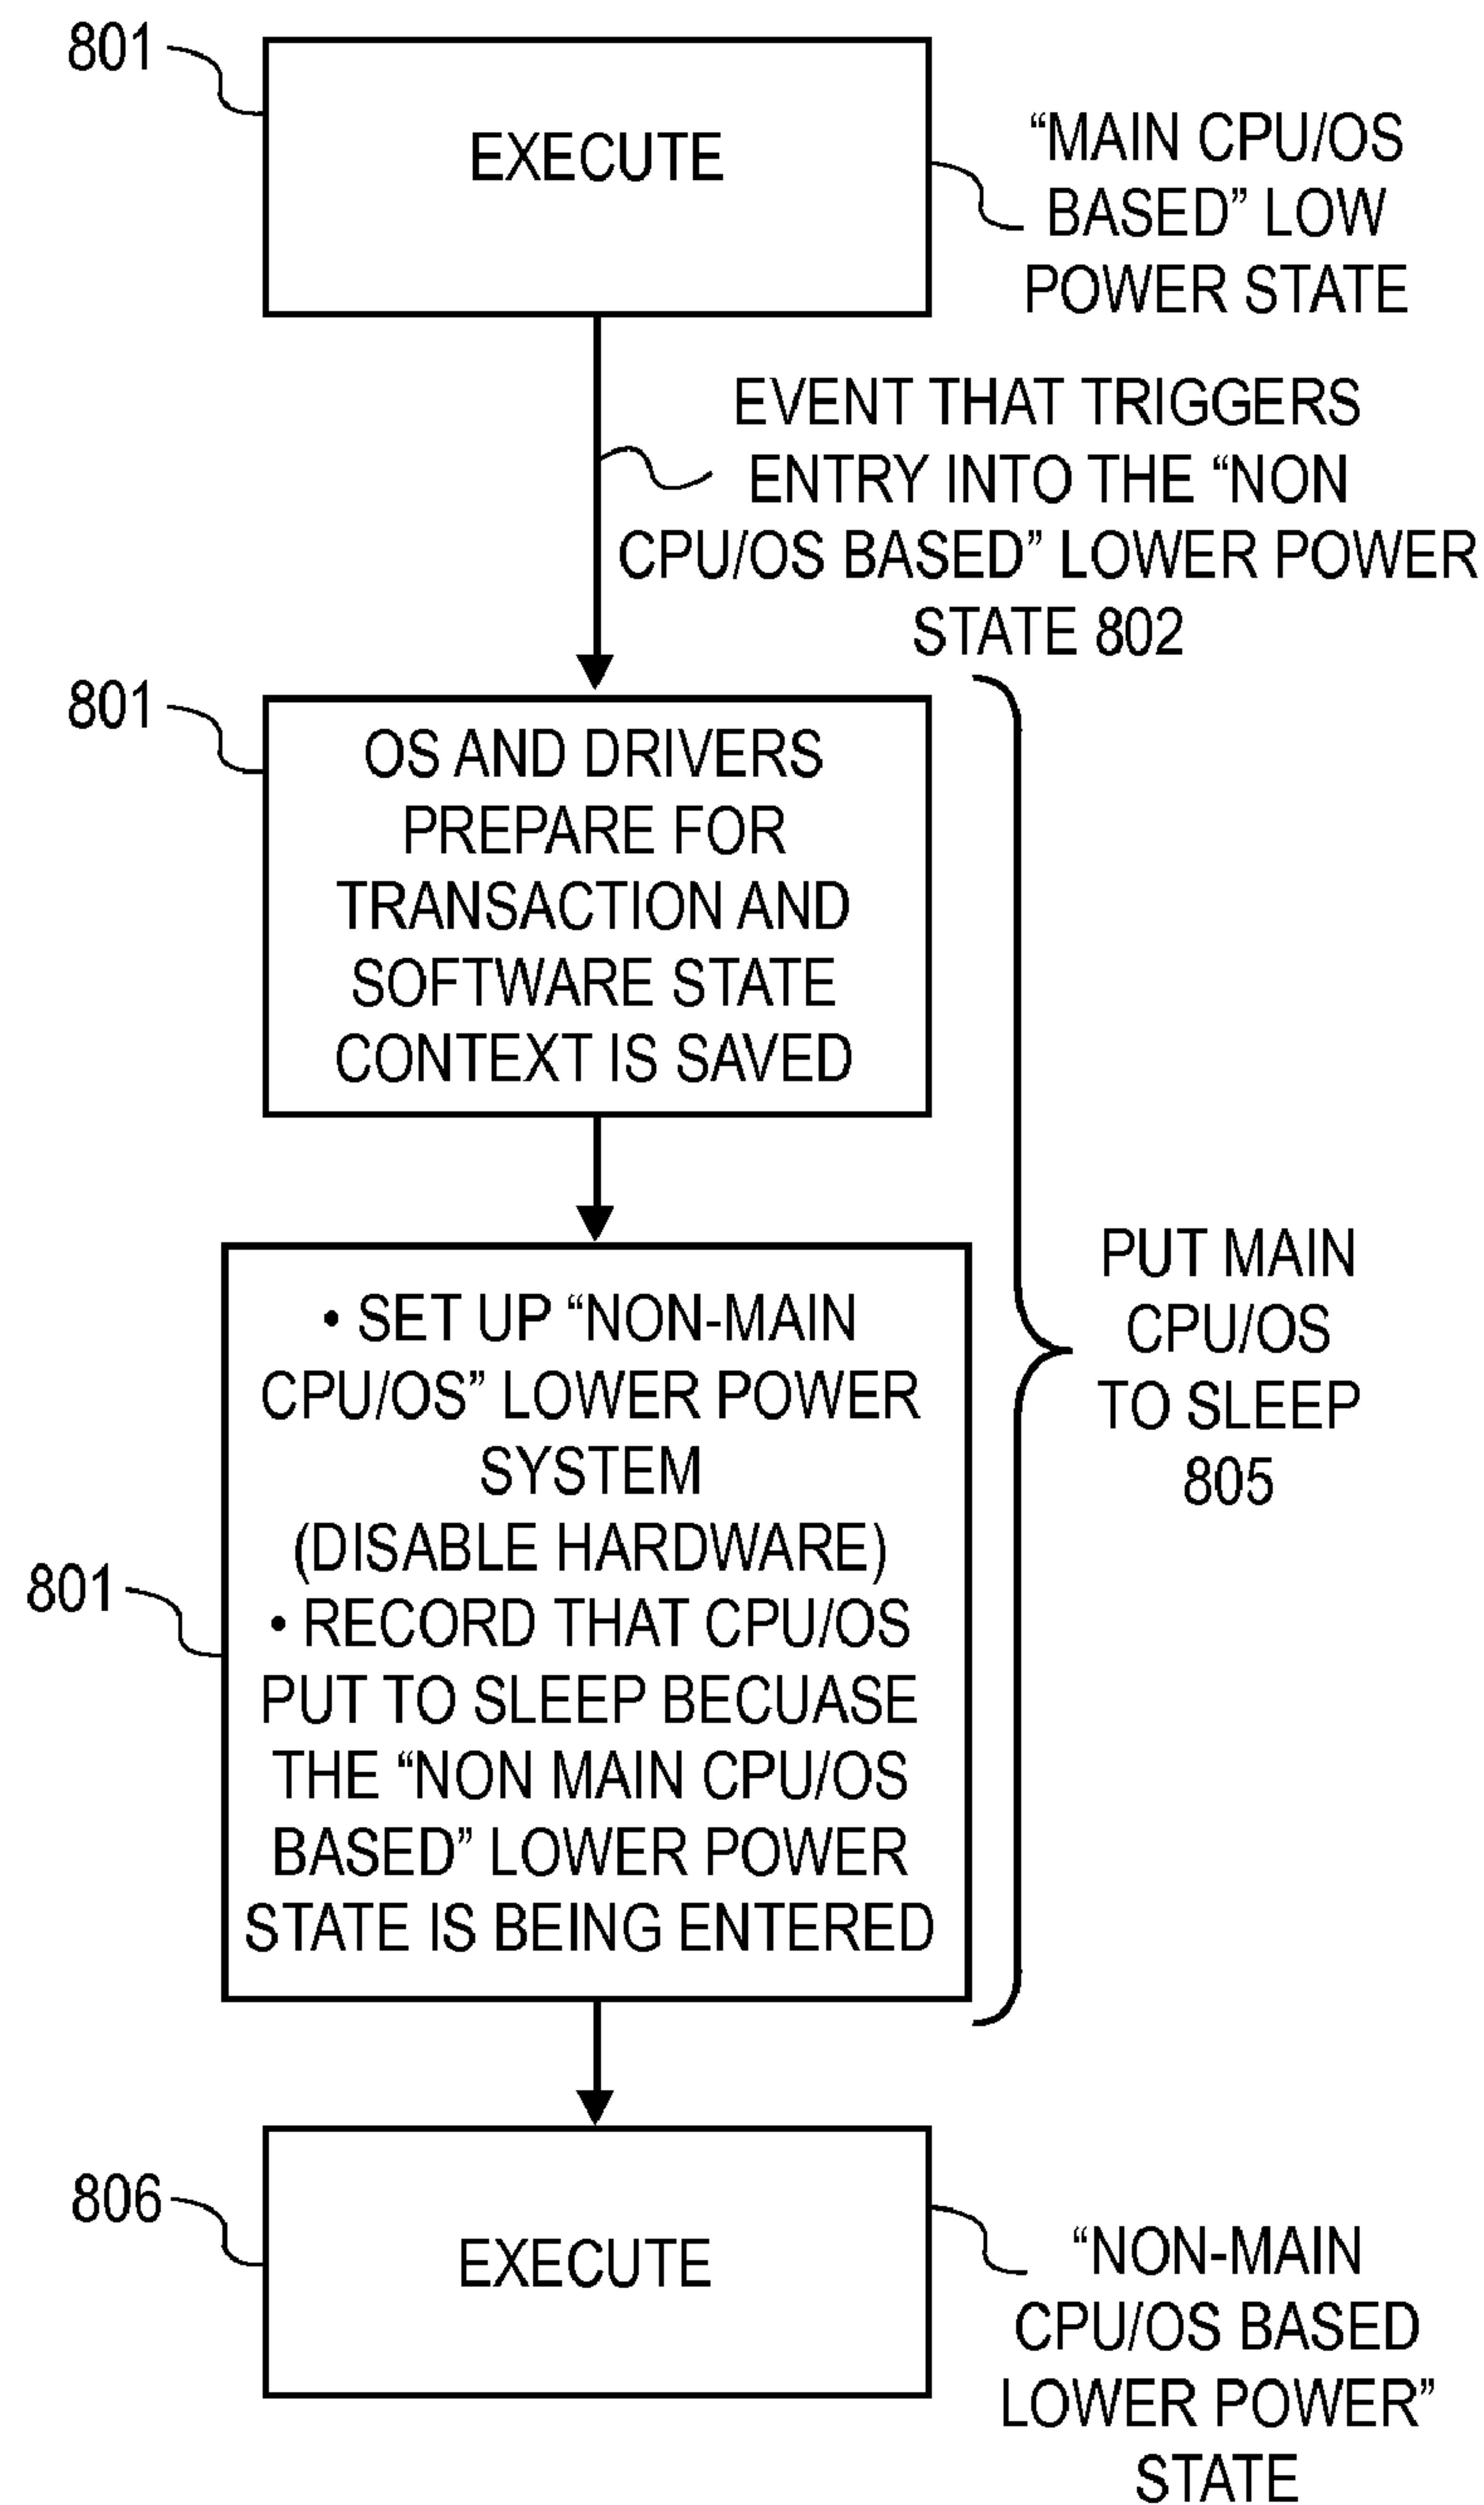 801
EXECUTE
“MAIN CPU/OS
BASED” LOW
POWER STATE
EVENT THAT TRIGGERS
ENTRY INTO THE “NON
CPU/OS BASED” LOWER POWER
STATE 802
801
OS AND DRIVERS
PREPARE FOR
TRANSACTION AND
SOFTWARE STATE
CONTEXT IS SAVED
801
• SET UP “NON-MAIN
CPU/OS” LOWER POWER
SYSTEM
(DISABLE HARDWARE)
• RECORD THAT CPU/OS
PUT TO SLEEP BECUASE
THE “NON MAIN CPU/OS
BASED” LOWER POWER
STATE IS BEING ENTERED
PUT MAIN
CPU/OS
TO SLEEP
805
806
EXECUTE
“NON-MAIN
CPU/OS BASED
LOWER POWER”
STATE